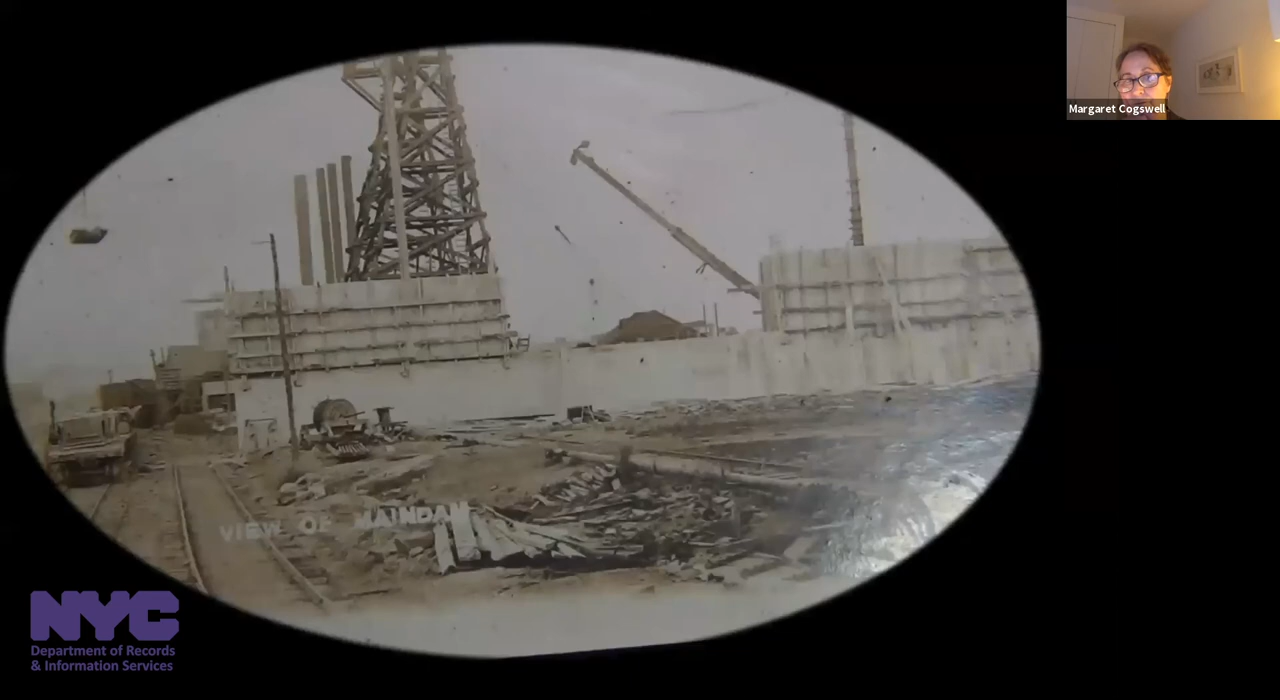 Margaret Cogswell
VIEW OF MAINDAM
NYC
Department of Records
& Information Services